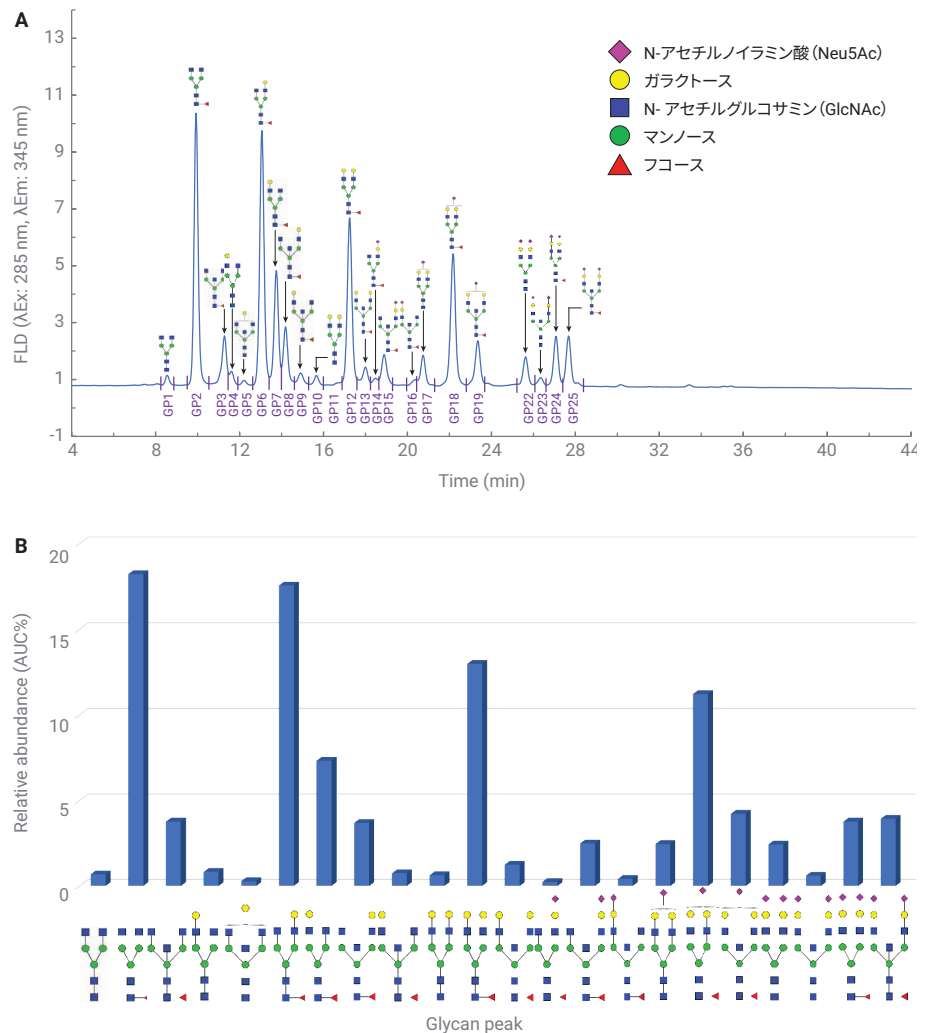 A
13
11
9
7
5
3
1
-1
FLD (λEx: 285 nm, λEm: 345 nm)
N-アセチルノイラミン酸（Neu5Ac）
ガラクトース
N- アセチルグルコサミン（GlcNAc）
マンノース
フコース
GP1
GP2
GP3
GP4
GP5
GP6
GP7
GP8
GP9
GP10
GP11
GP12
GP13
GP14
GP15
GP16
GP17
GP18
GP19
GP22
GP23
GP24
GP25
4 8 12 16 20 24 28 32 36 40 44
Time (min)
B
20
15
10
5
0
Relative abundance (AUC%)
Glycan peak